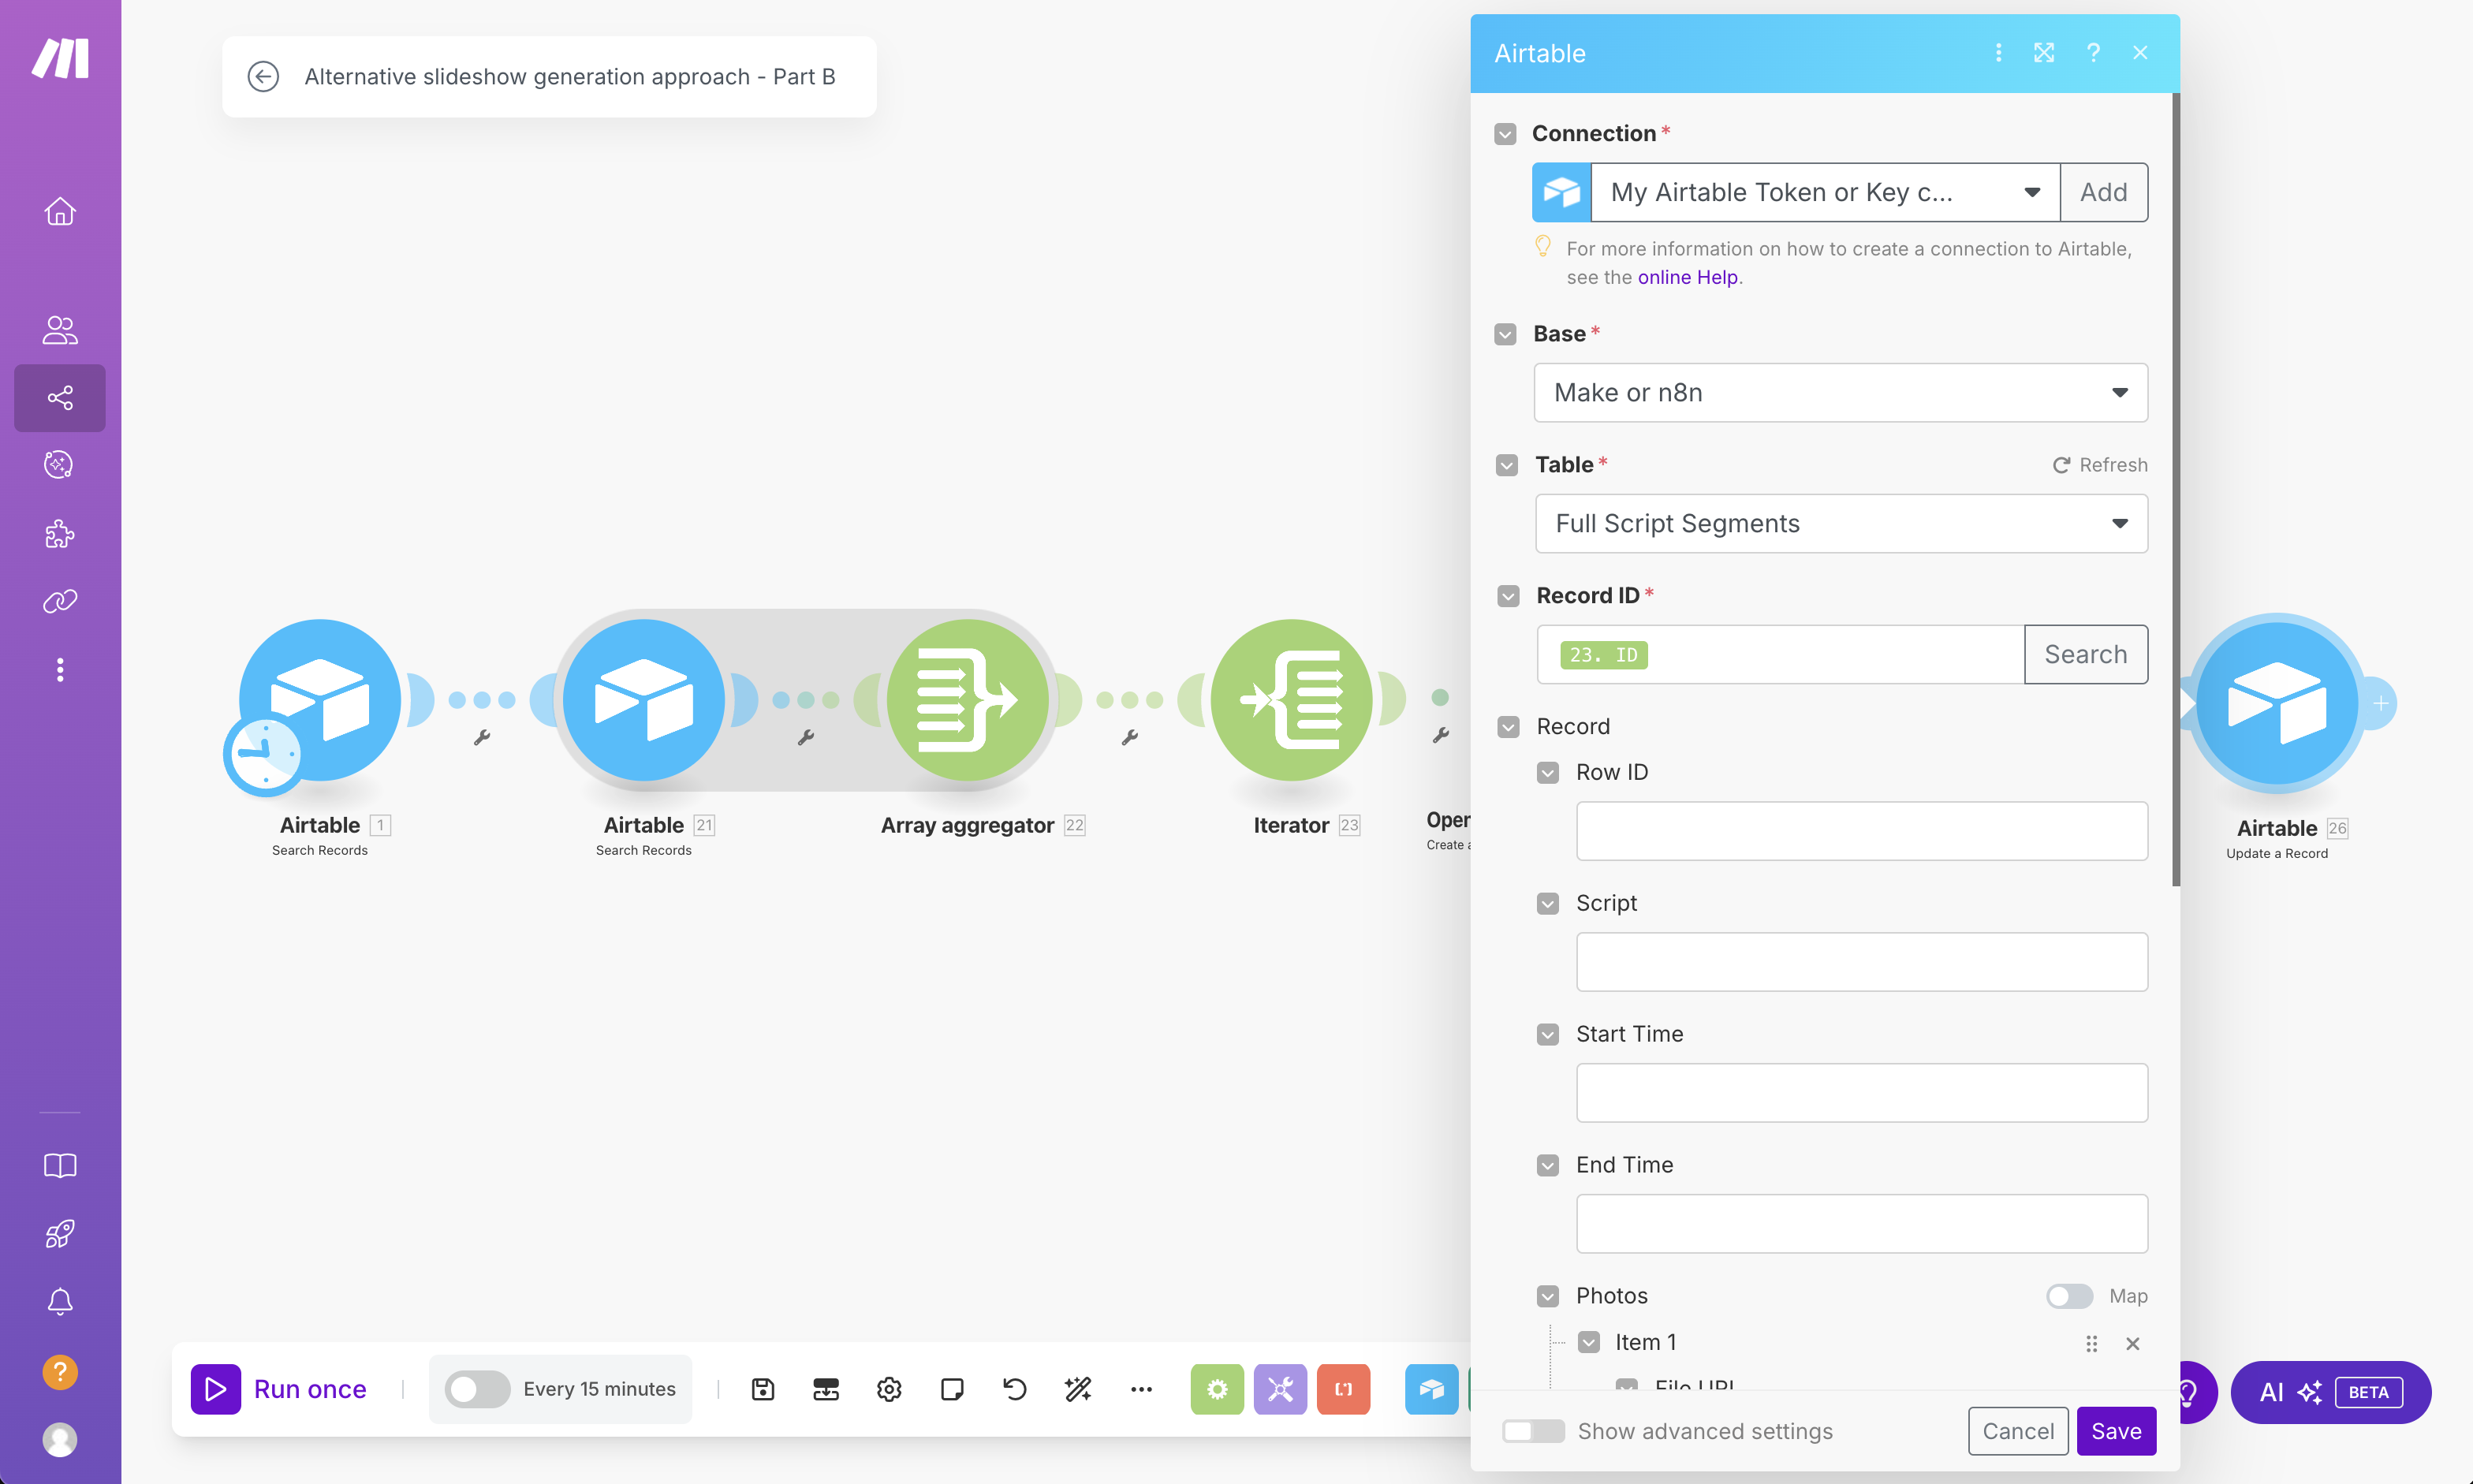 Alternative slideshow generation approach - Part B
Airtable 1
Search Records
Airtable 21
Search Records
Array aggregator 22
Iterator 23
Airtable 26
Update a Record
Run once
Every 15 minutes
Airtable
?
Connection *
My Airtable Token or Key c...
Add
For more information on how to create a connection to Airtable,
see the online Help.
Base *
Make or n8n
Table *
Refresh
Full Script Segments
Record ID *
23. ID
Search
Record
Row ID
Script
Start Time
End Time
Photos
Map
Item 1
File URL
Show advanced settings
Cancel
Save
AI BETA
?